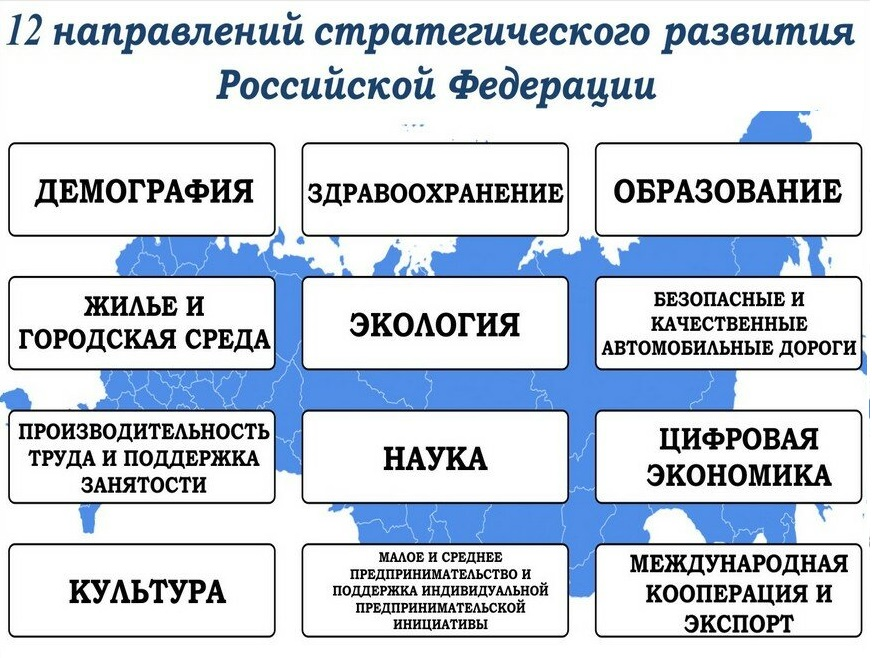 12 направлений стратегического развития
Российской Федерации
ДЕМОГРАФИЯ
ЗДРАВООХРАНЕНИЕ
ОБРАЗОВАНИЕ
ЖИЛЬЕ И
ГОРОДСКАЯ СРЕДА
ЭКОЛОГИЯ
БЕЗОПАСНЫЕ И
КАЧЕСТВЕННЫЕ
АВТОМОБИЛЬНЫЕ ДОРОГИ
ПРОИЗВОДИТЕЛЬНОСТЬ
ТРУДА И ПОДДЕРЖКА
ЗАНЯТОСТИ
НАУКА
ЦИФРОВАЯ
ЭКОНОМИКА
КУЛЬТУРА
МАЛОЕ И СРЕДНЕЕ
ПРЕДПРИНИМАТЕЛЬСТВО И
ПОДДЕРЖКА ИНДИВИДУАЛЬНОЙ
ПРЕДПРИНИМАТЕЛЬСКОЙ
ИНИЦИАТИВЫ
МЕЖДУНАРОДНАЯ
КООПЕРАЦИЯ И
ЭКСПОРТ